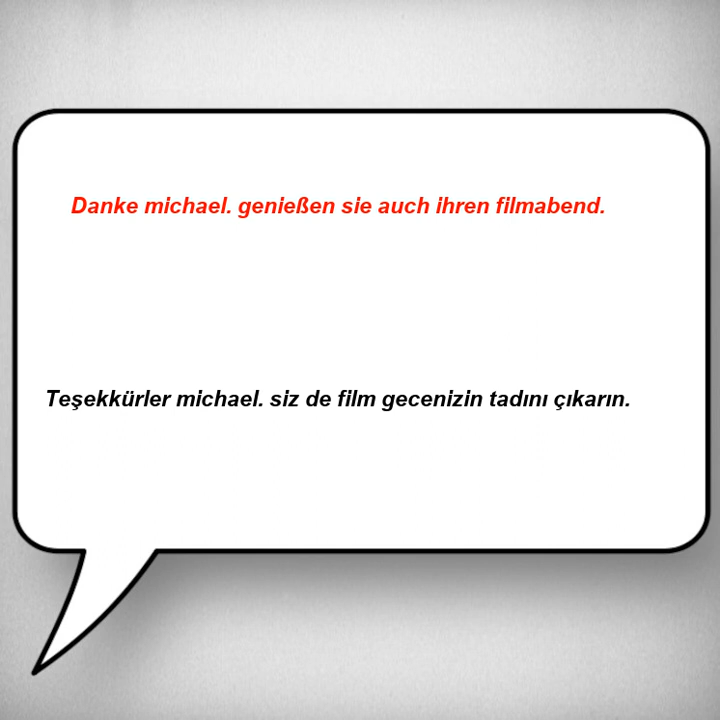 Danke michael. genießen sie auch ihren filmabend.
Teşekkürler michael. siz de film gecenizin tadını çıkarın.